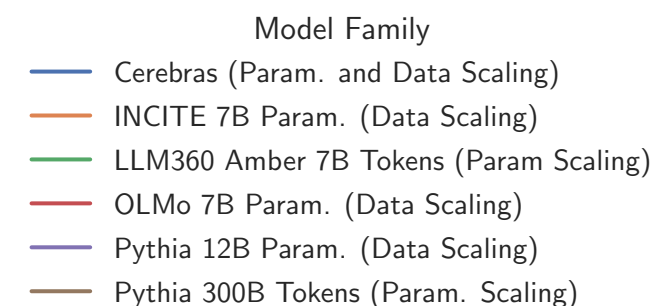 Model Family
Cerebras (Param. and Data Scaling)
INCITE 7B Param. (Data Scaling)
LLM360 Amber 7B Tokens (Param Scaling)
OLMo 7B Param. (Data Scaling)
Pythia 12B Param. (Data Scaling)
Pythia 300B Tokens (Param. Scaling)